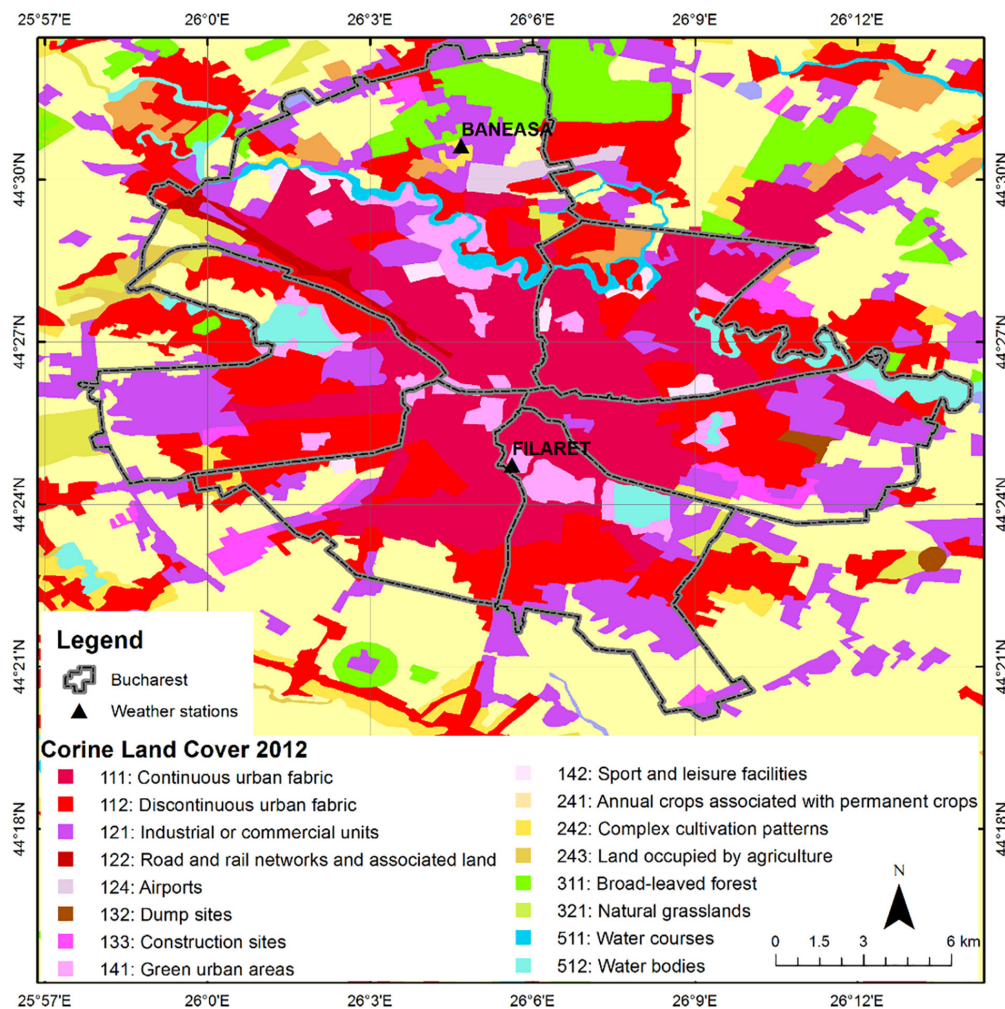 25°57'E 26°0'E 26°3'E 26°6'E 26°9'E 26°12'E
BANEASA
44°30'N 44°30'N
44°27'N 44°27'N
FILARET
44°24'N 44°24'N
44°21'N 44°21'N
44°18'N 44°18'N
Legend
Bucharest
Weather stations
Corine Land Cover 2012
111: Continuous urban fabric
112: Discontinuous urban fabric
121: Industrial or commercial units
122: Road and rail networks and associated land
124: Airports
132: Dump sites
133: Construction sites
141: Green urban areas
142: Sport and leisure facilities
241: Annual crops associated with permanent crops
242: Complex cultivation patterns
243: Land occupied by agriculture
311: Broad-leaved forest
321: Natural grasslands
511: Water courses
512: Water bodies
N
0 1.5 3 6 km
25°57'E 26°0'E 26°3'E 26°6'E 26°9'E 26°12'E